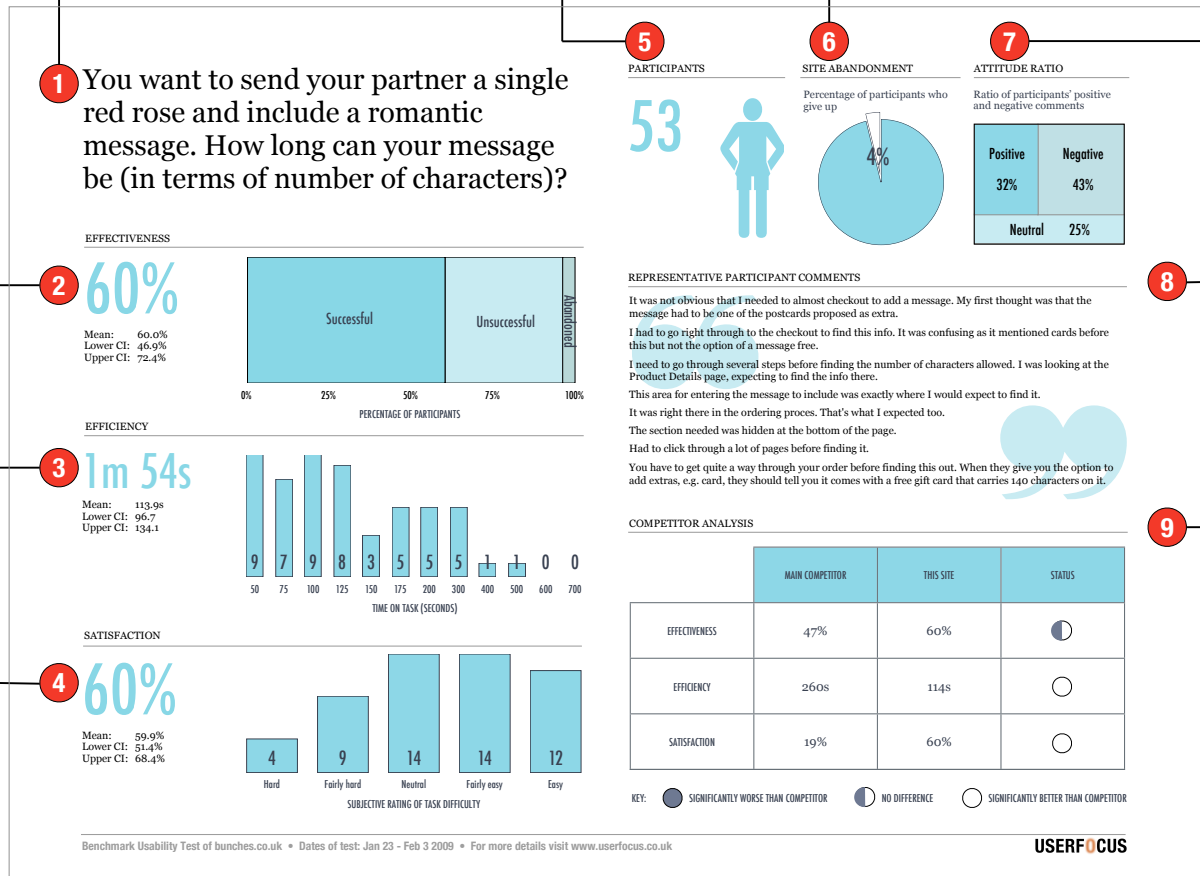 1
You want to send your partner a single
red rose and include a romantic
message. How long can your message
be (in terms of number of characters)?
EFFECTIVENESS
2
60%
Mean: 60.0%
Lower CI: 46.9%
Upper CI: 72.4%
Successful
Unsuccessful
Abandoned
0% 25% 50% 75% 100%
PERCENTAGE OF PARTICIPANTS
EFFICIENCY
3
1m 54s
Mean: 113.9s
Lower CI: 96.7
Upper CI: 134.1
9 7 9 8 3 5 5 5 1 1 0 0
50 75 100 125 150 175 200 300 400 500 600 700
TIME ON TASK (SECONDS)
SATISFACTION
4
60%
Mean: 59.9%
Lower CI: 51.4%
Upper CI: 68.4%
4 9 14 14 12
Hard Fairly hard Neutral Fairly easy Easy
SUBJECTIVE RATING OF TASK DIFFICULTY
5
PARTICIPANTS
53
6
SITE ABANDONMENT
Percentage of participants who
give up
4%
7
ATTITUDE RATIO
Ratio of participants' positive
and negative comments
Positive Negative
32% 43%
Neutral 25%
8
REPRESENTATIVE PARTICIPANT COMMENTS
It was not obvious that I needed to almost checkout to add a message. My first thought was that the
message had to be one of the postcards proposed as extra.
I had to go right through to the checkout to find this info. It was confusing as it mentioned cards before
this but not the option of a message free.
I need to go through several steps before finding the number of characters allowed. I was looking at the
Product Details page, expecting to find the info there.
This area for entering the message to include was exactly where I would expect to find it.
It was right there in the ordering proces. That's what I expected too.
The section needed was hidden at the bottom of the page.
Had to click through a lot of pages before finding it.
You have to get quite a way through your order before finding this out. When they give you the option to
add extras, e.g. card, they should tell you it comes with a free gift card that carries 140 characters on it.
9
COMPETITOR ANALYSIS
MAIN COMPETITOR THIS SITE STATUS
EFFECTIVENESS 47% 60%
EFFICIENCY 260s 114s
SATISFACTION 19% 60%
KEY: SIGNIFICANTLY WORSE THAN COMPETITOR NO DIFFERENCE SIGNIFICANTLY BETTER THAN COMPETITOR
Benchmark Usability Test of bunches.co.uk • Dates of test: Jan 23 - Feb 3 2009 • For more details visit www.userfocus.co.uk
USERFOCUS